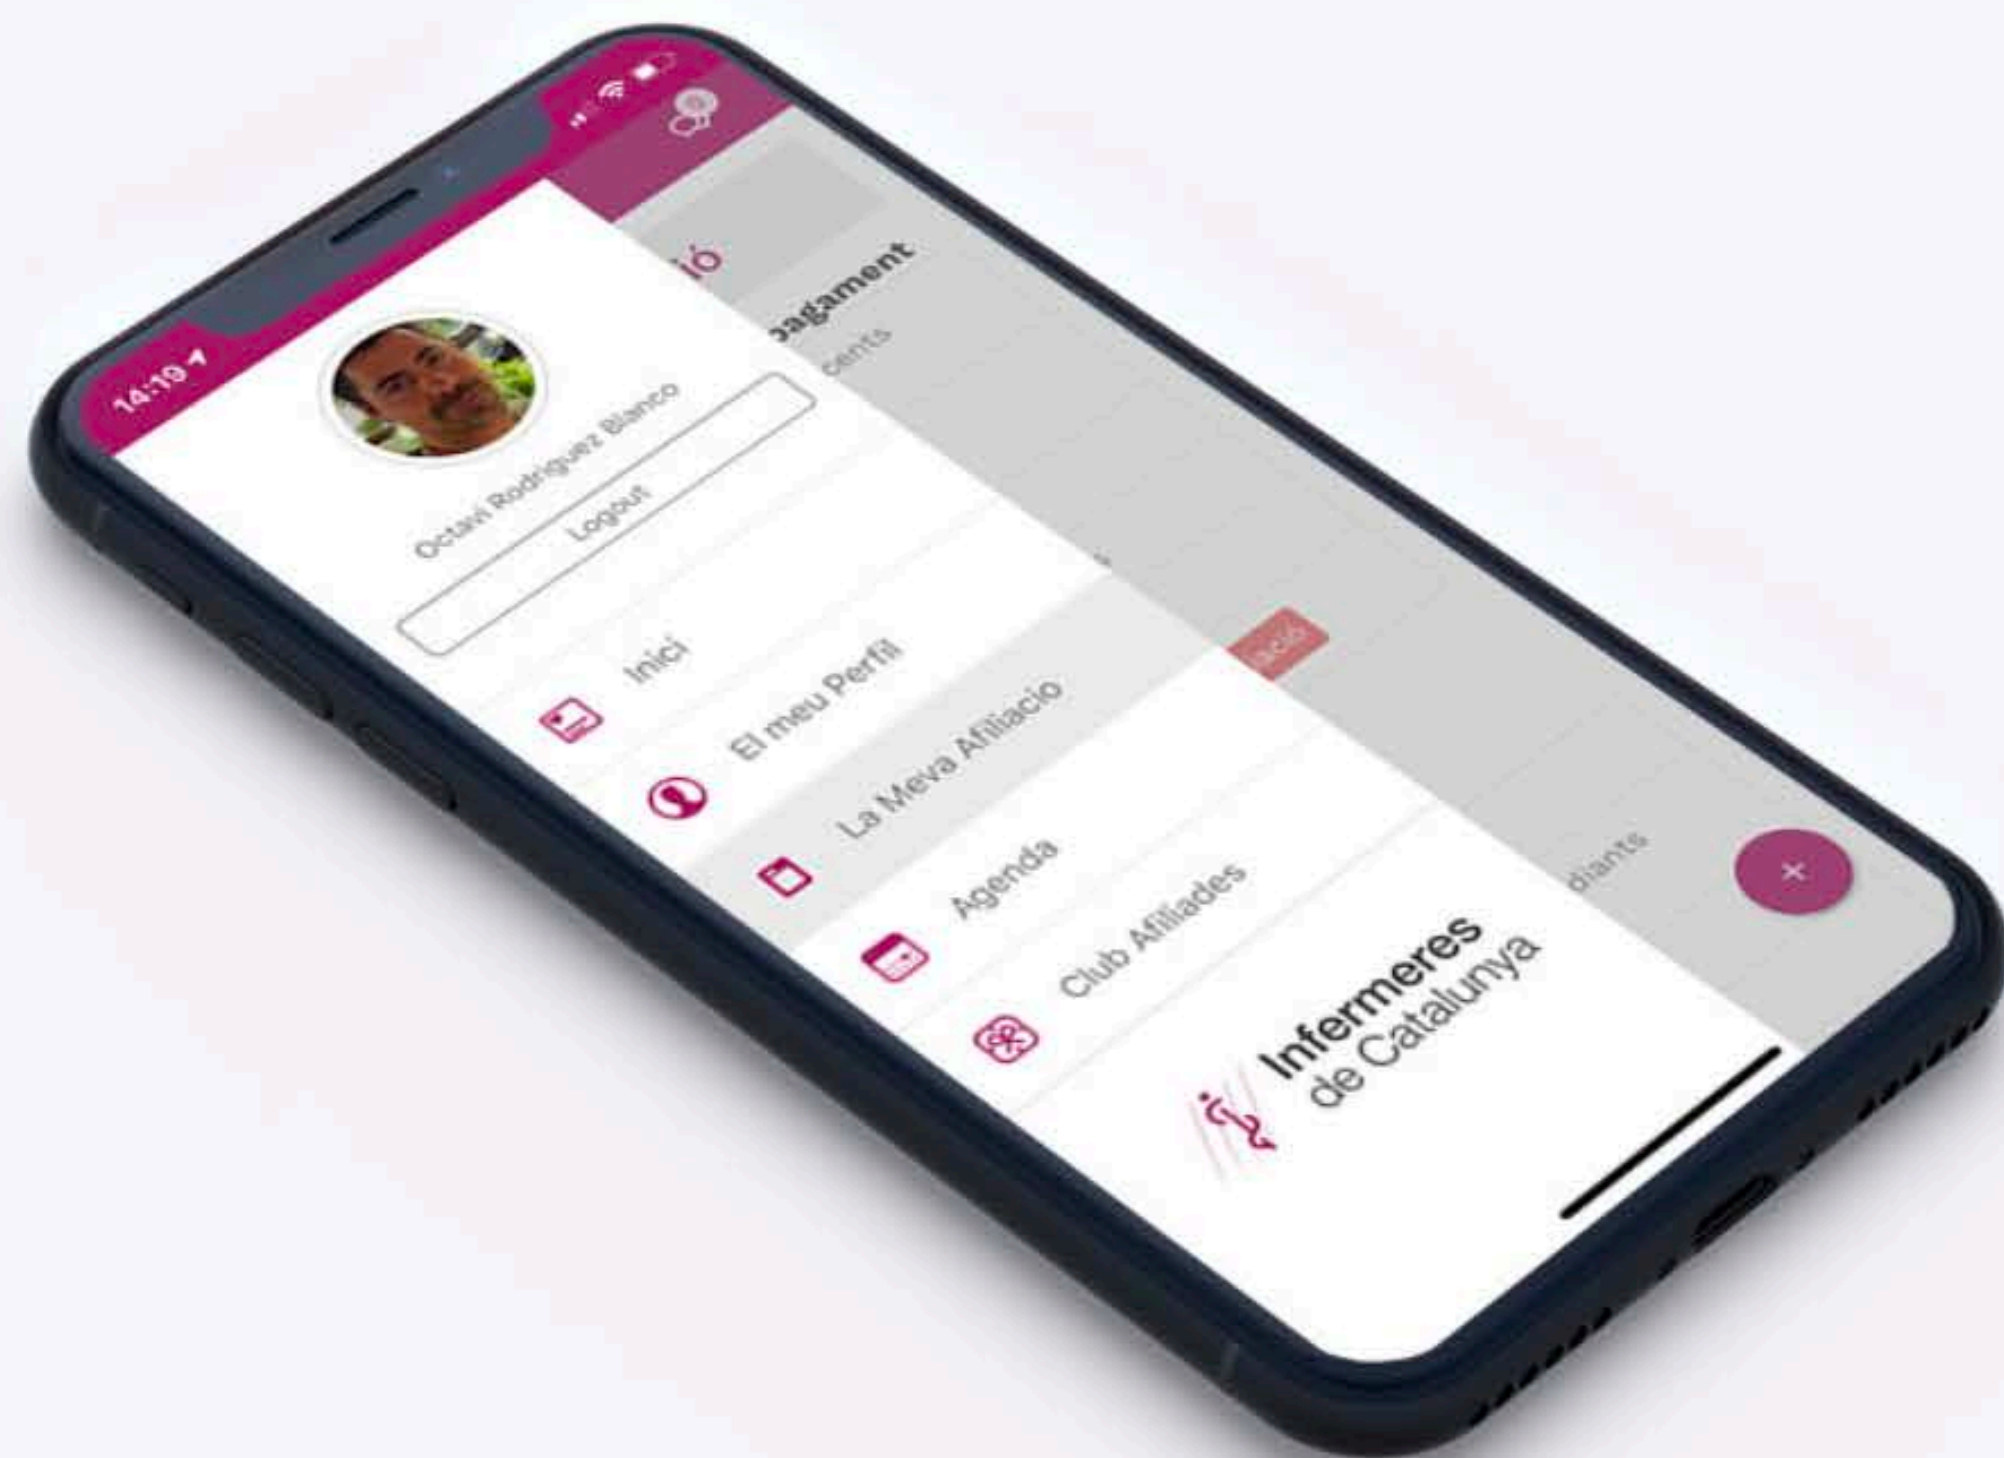 14:19
Octavi Rodriguez Blanco
Logout
Inici
El meu Perfil
La Meva Afiliacio
Agenda
Club Afiliades
Infermeres
de Catalunya
ió
pagament
cents
s
ació
diants
+